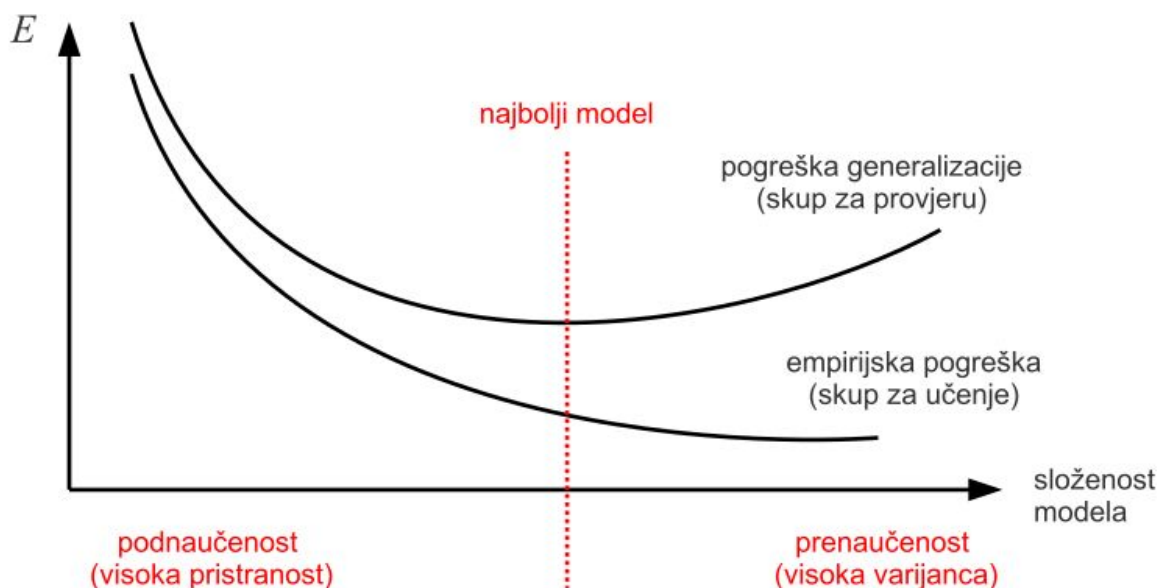 E
najbolji model
pogreška generalizacije
(skup za provjeru)
empirijska pogreška
(skup za učenje)
složenost
modela
podnaučenost
(visoka pristranost)
prenaučenost
(visoka varijanca)